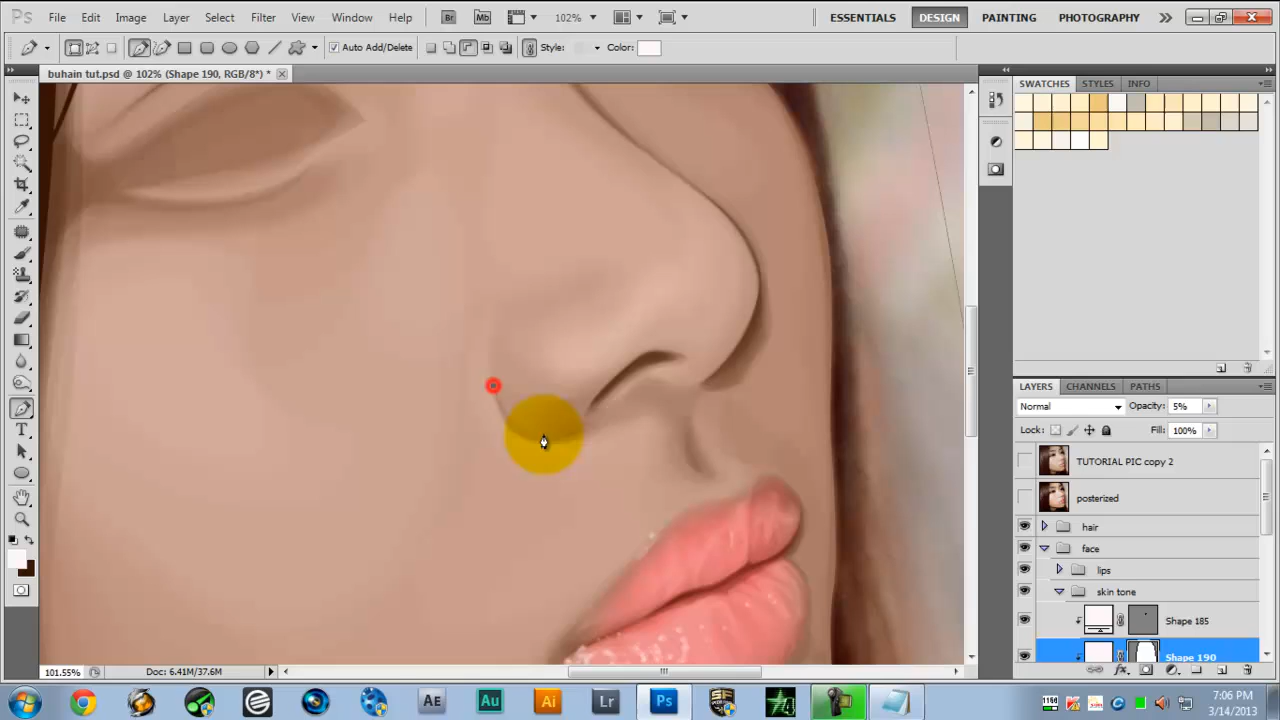 Ps File Edit Image Layer Select Filter View Window Help Br Mb 102% ESSENTIALS DESIGN PAINTING PHOTOGRAPHY
Auto Add/Delete Style: Color:
buhain tut.psd @ 102% (Shape 190, RGB/8*) *
SWATCHES STYLES INFO
LAYERS CHANNELS PATHS
Normal Opacity: 5%
Lock: Fill: 100%
TUTORIAL PIC copy 2
posterized
hair
face
lips
skin tone
Shape 185
Shape 190
101.55% Doc: 6.41M/37.6M
Ae Au Ai Lr Ps
7:06 PM
3/14/2013